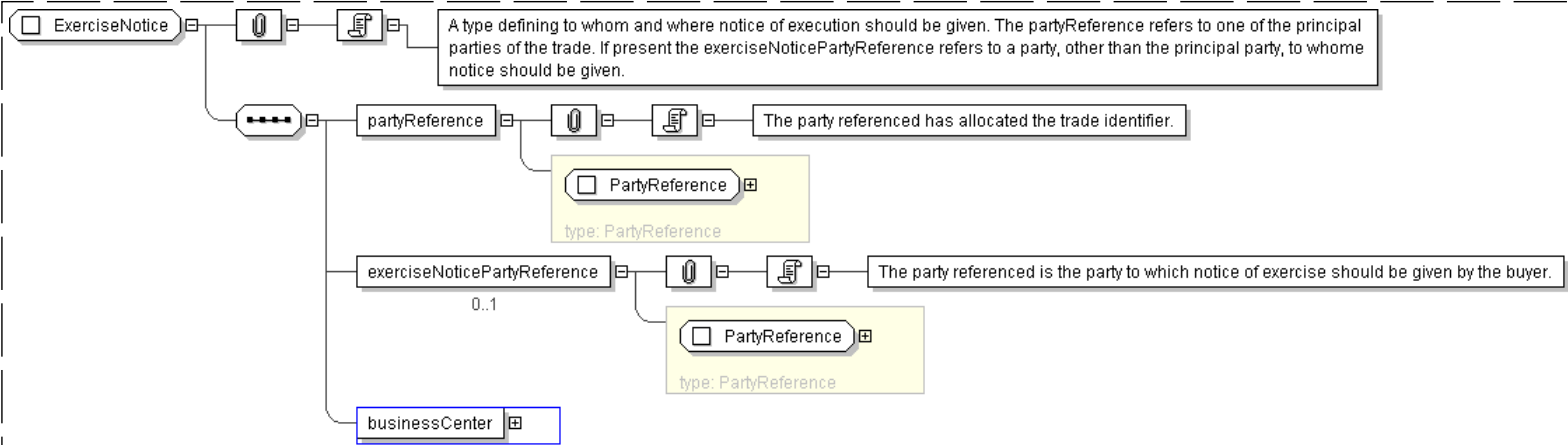 ExerciseNotice
A type defining to whom and where notice of execution should be given. The partyReference refers to one of the principal
parties of the trade. If present the exerciseNoticePartyReference refers to a party, other than the principal party, to whome
notice should be given.
partyReference
The party referenced has allocated the trade identifier.
PartyReference
type: PartyReference
exerciseNoticePartyReference
The party referenced is the party to which notice of exercise should be given by the buyer.
0..1
PartyReference
type: PartyReference
businessCenter